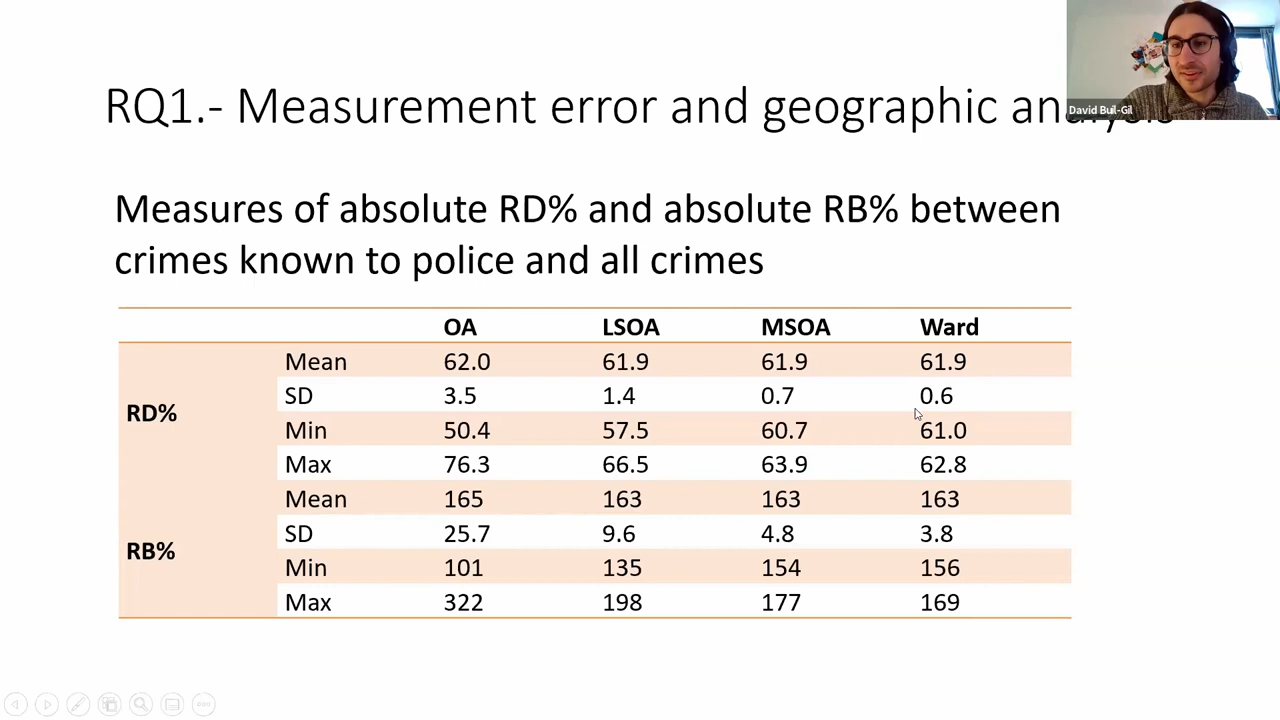 RQ1.- Measurement error and geographic
David Buil-Gil
Measures of absolute RD% and absolute RB% between
crimes known to police and all crimes
OA LSOA MSOA Ward
RD%
Mean 62.0 61.9 61.9 61.9
SD 3.5 1.4 0.7 0.6
Min 50.4 57.5 60.7 61.0
Max 76.3 66.5 63.9 62.8
RB%
Mean 165 163 163 163
SD 25.7 9.6 4.8 3.8
Min 101 135 154 156
Max 322 198 177 169